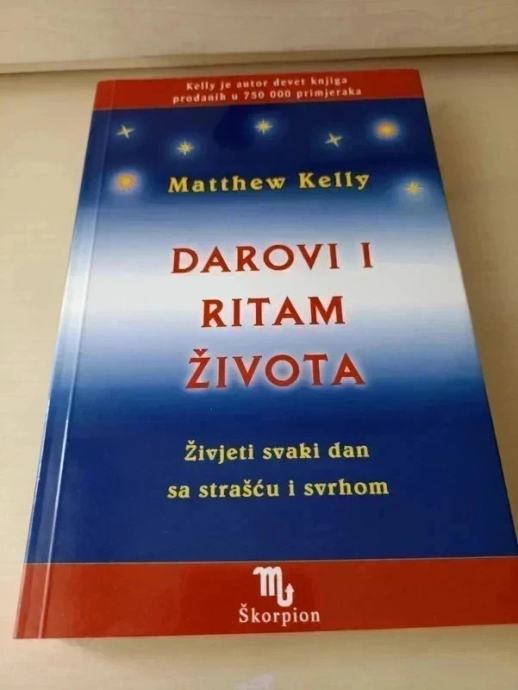 Kelly je autor devet knjiga
prodanih u 750 000 primjeraka
Matthew Kelly
DAROVI I
RITAM
ŽIVOTA
Živjeti svaki dan
sa strašću i svrhom
Škorpion